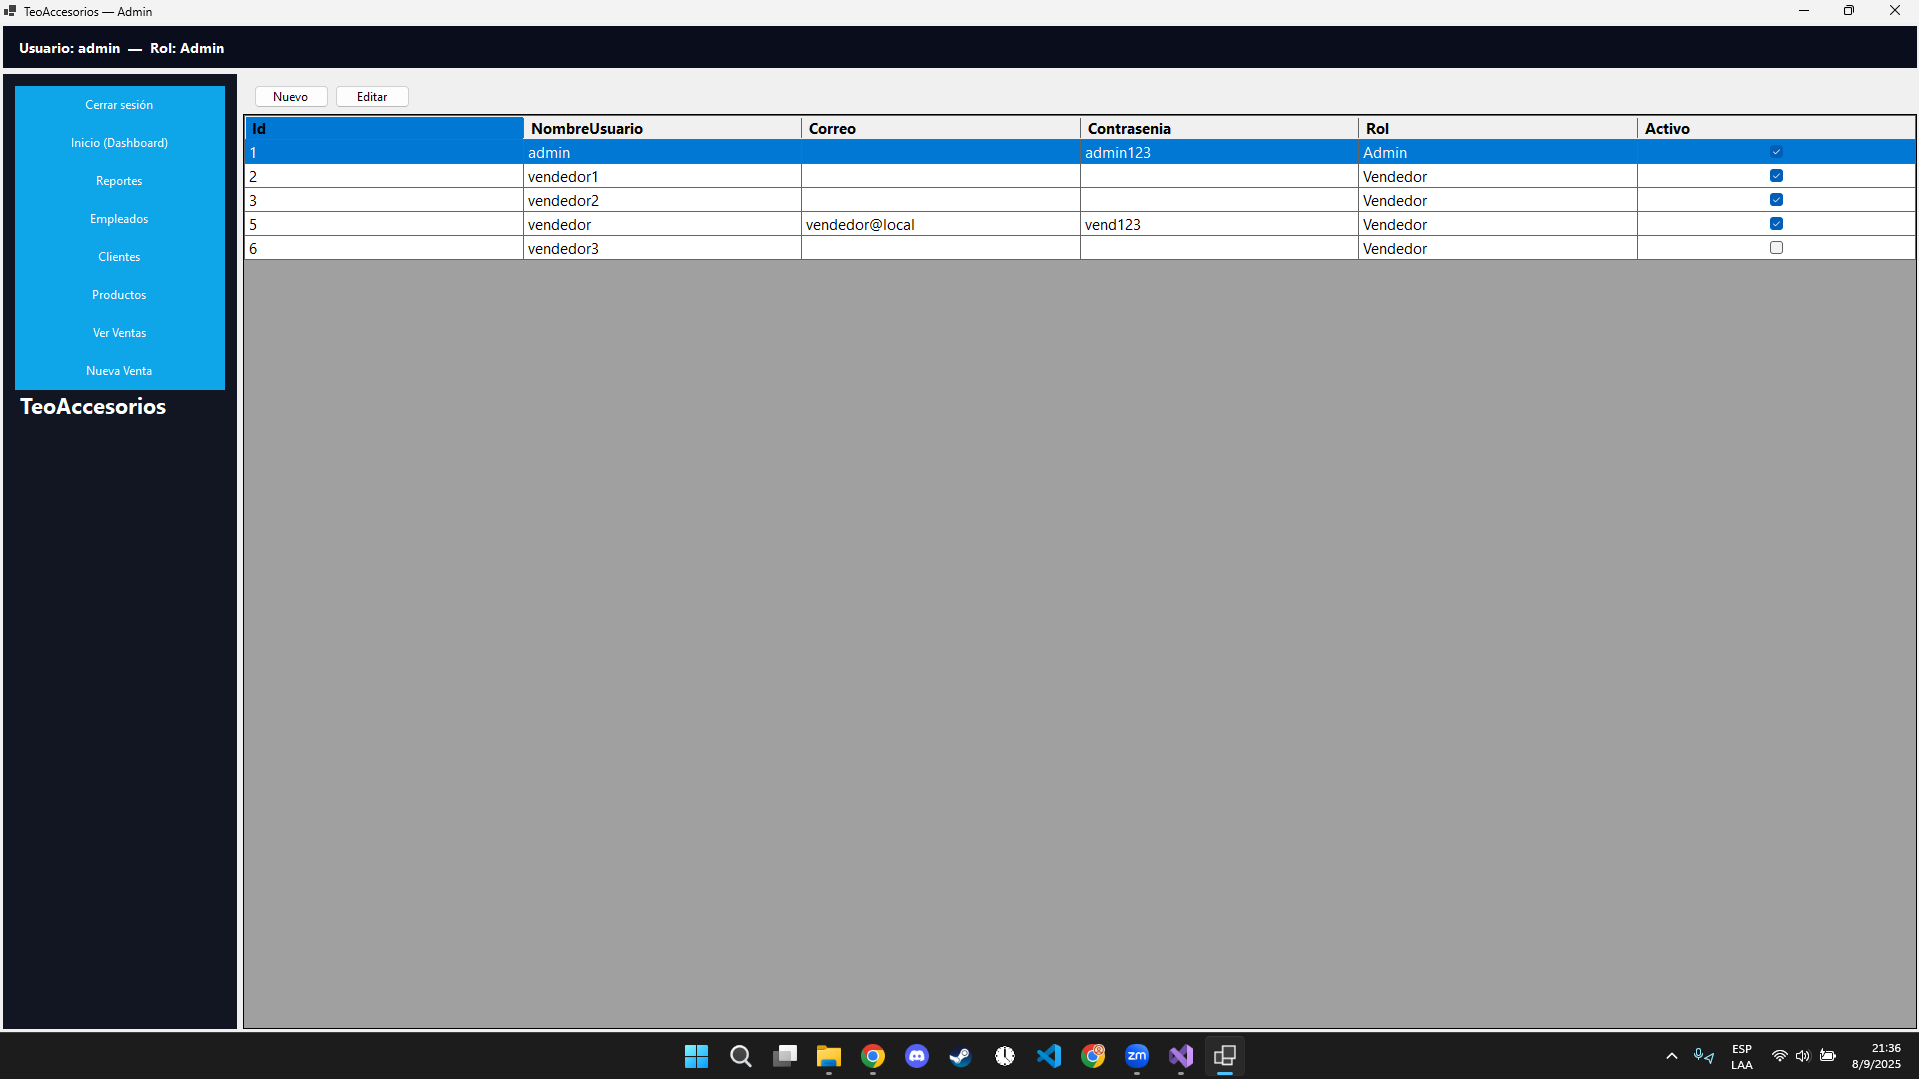 TeoAccesorios — Admin
Usuario: admin — Rol: Admin
Cerrar sesión
Inicio (Dashboard)
Reportes
Empleados
Clientes
Productos
Ver Ventas
Nueva Venta
TeoAccesorios
Nuevo Editar
Id NombreUsuario Correo Contrasenia Rol Activo
1 admin admin123 Admin
2 vendedor1 Vendedor
3 vendedor2 Vendedor
5 vendedor vendedor@local vend123 Vendedor
6 vendedor3 Vendedor
zm
ESP
LAA
21:36
8/9/2025